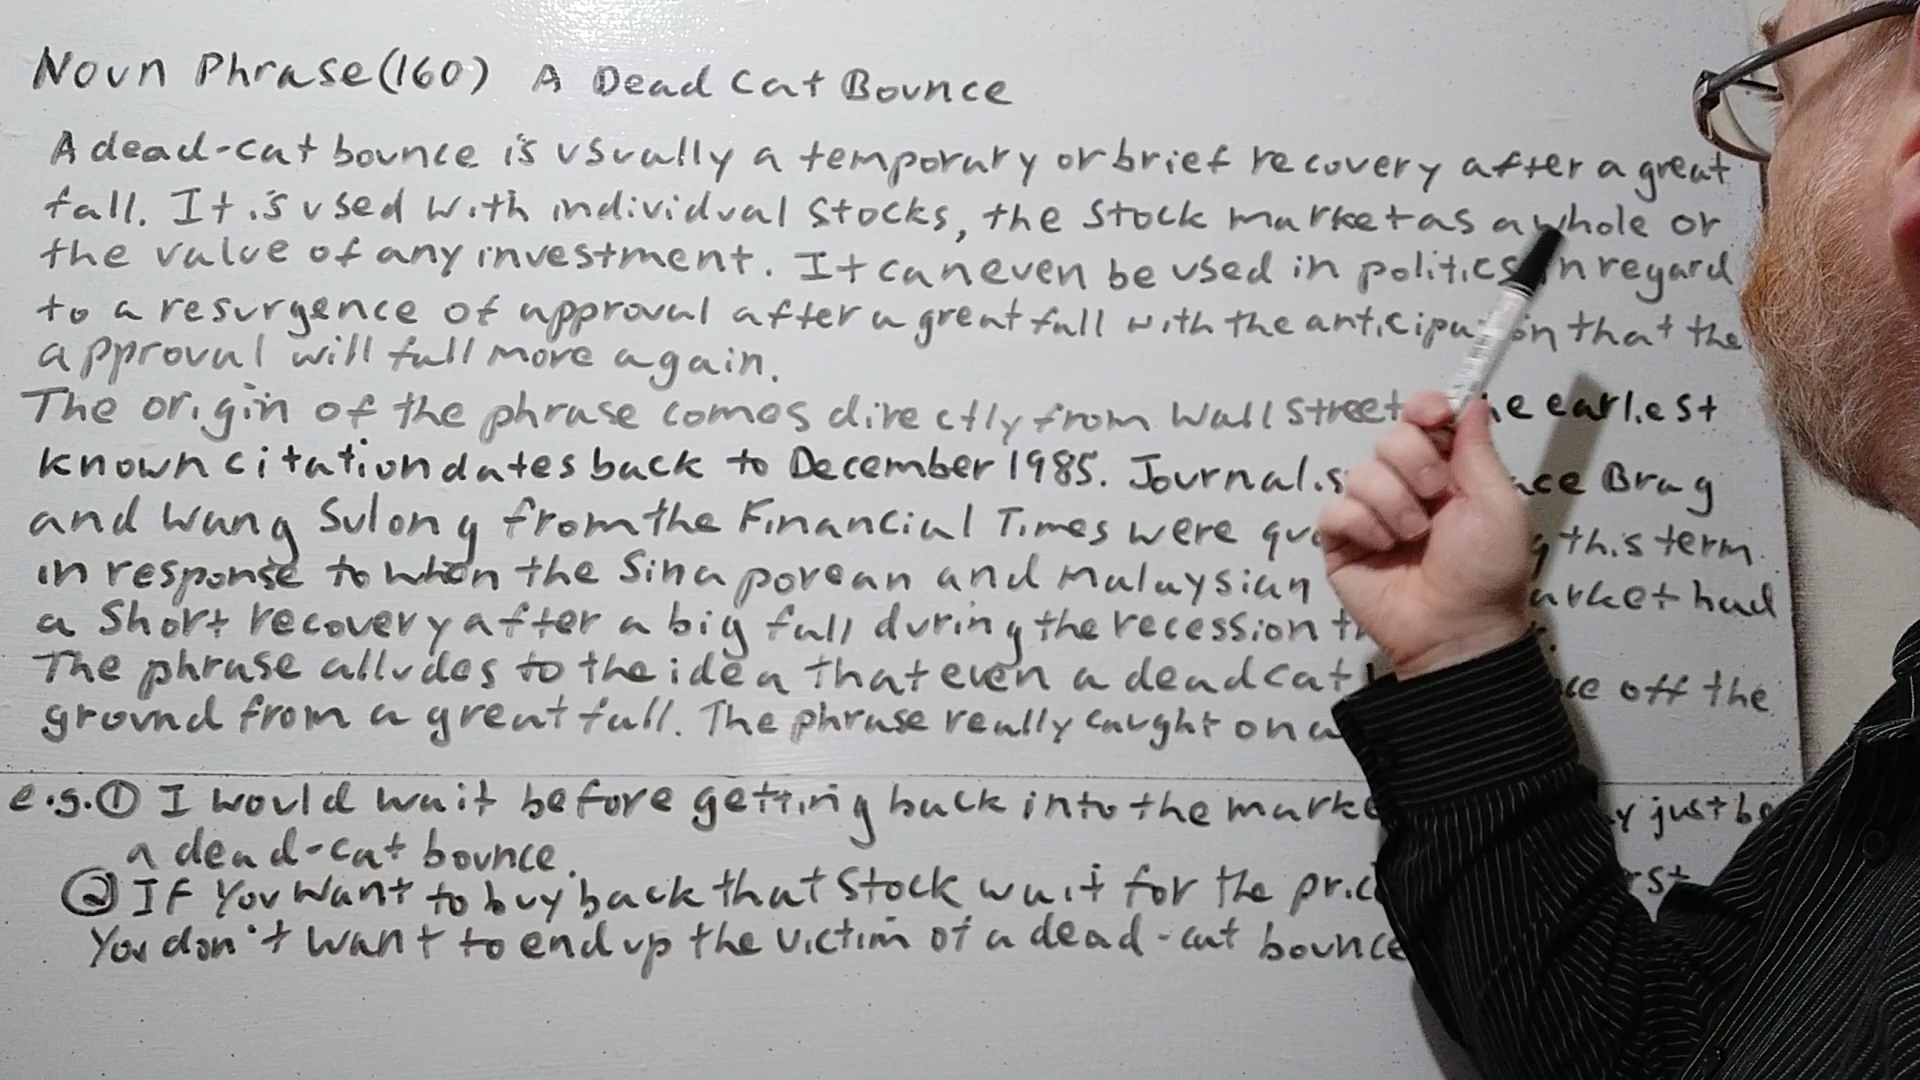 Noun Phrase (160) A Dead Cat Bounce
A dead-cat bounce is usually a temporary or brief recovery after a great
fall. It is used with individual stocks, the stock market as a whole or
the value of any investment. It can even be used in politics in regard
to a resurgence of approval after a great fall with the anticipation that the
approval will fall more again.
The origin of the phrase comes directly from Wall Street earliest
known citation dates back to December 1985. Brag
and Wang Sulong from the Financial Times were this term
in response to when the Sinaporean and Malaysian market had
a short recovery after a big fall during the recession
The phrase alludes to the idea that even a dead cat off the
ground from a great fall. The phrase really caught on
e.g. ① I would wait before getting back into the just be
a dead-cat bounce.
② If you want to buy back that stock wait for the
You don't want to end up the victim of a dead-cat bounce